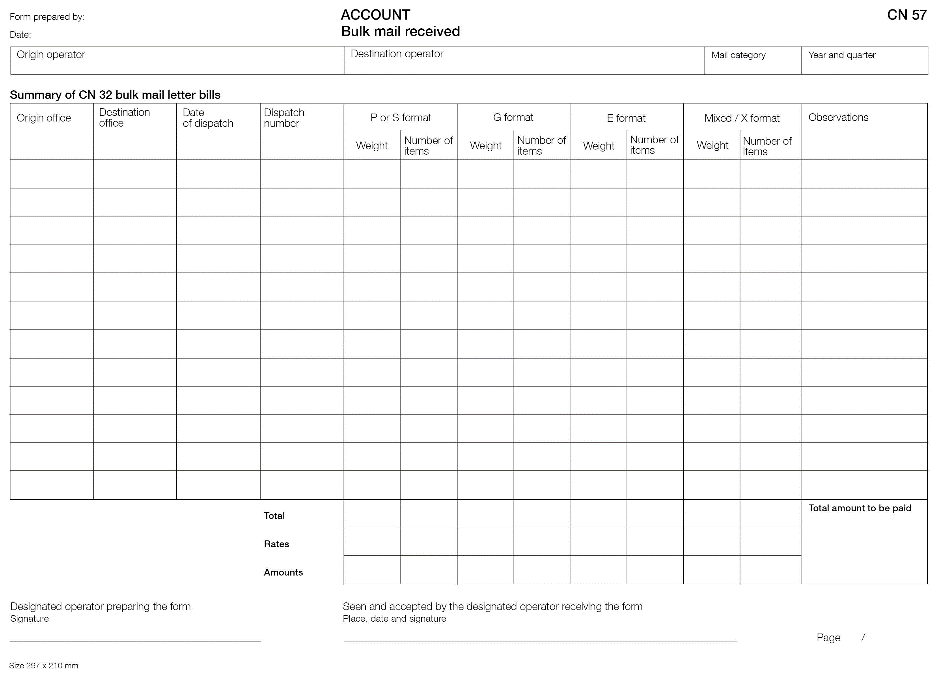 Form prepared by:
ACCOUNT
CN 57
Date:
Bulk mail received
Origin operator
Destination operator
Mail category
Year and quarter
Summary of CN 32 bulk mail letter bills
Origin office
Destination
office
Date
of dispatch
Dispatch
number
P or S format
G format
E format
Mixed / X format
Observations
Weight
Number of
items
Weight
Number of
items
Weight
Number of
items
Weight
Number of
items
Total
Total amount to be paid
Rates
Amounts
Designated operator preparing the form
Signature
Seen and accepted by the designated operator receiving the form
Place, date and signature
Page /
Size 297 x 210 mm